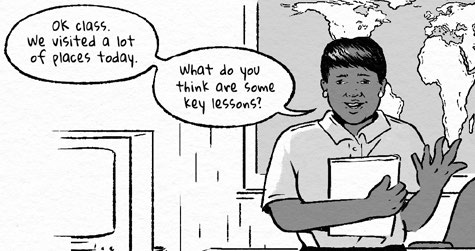 OK class.
We visited a lot
of places today.
What do you
think are some
key lessons?